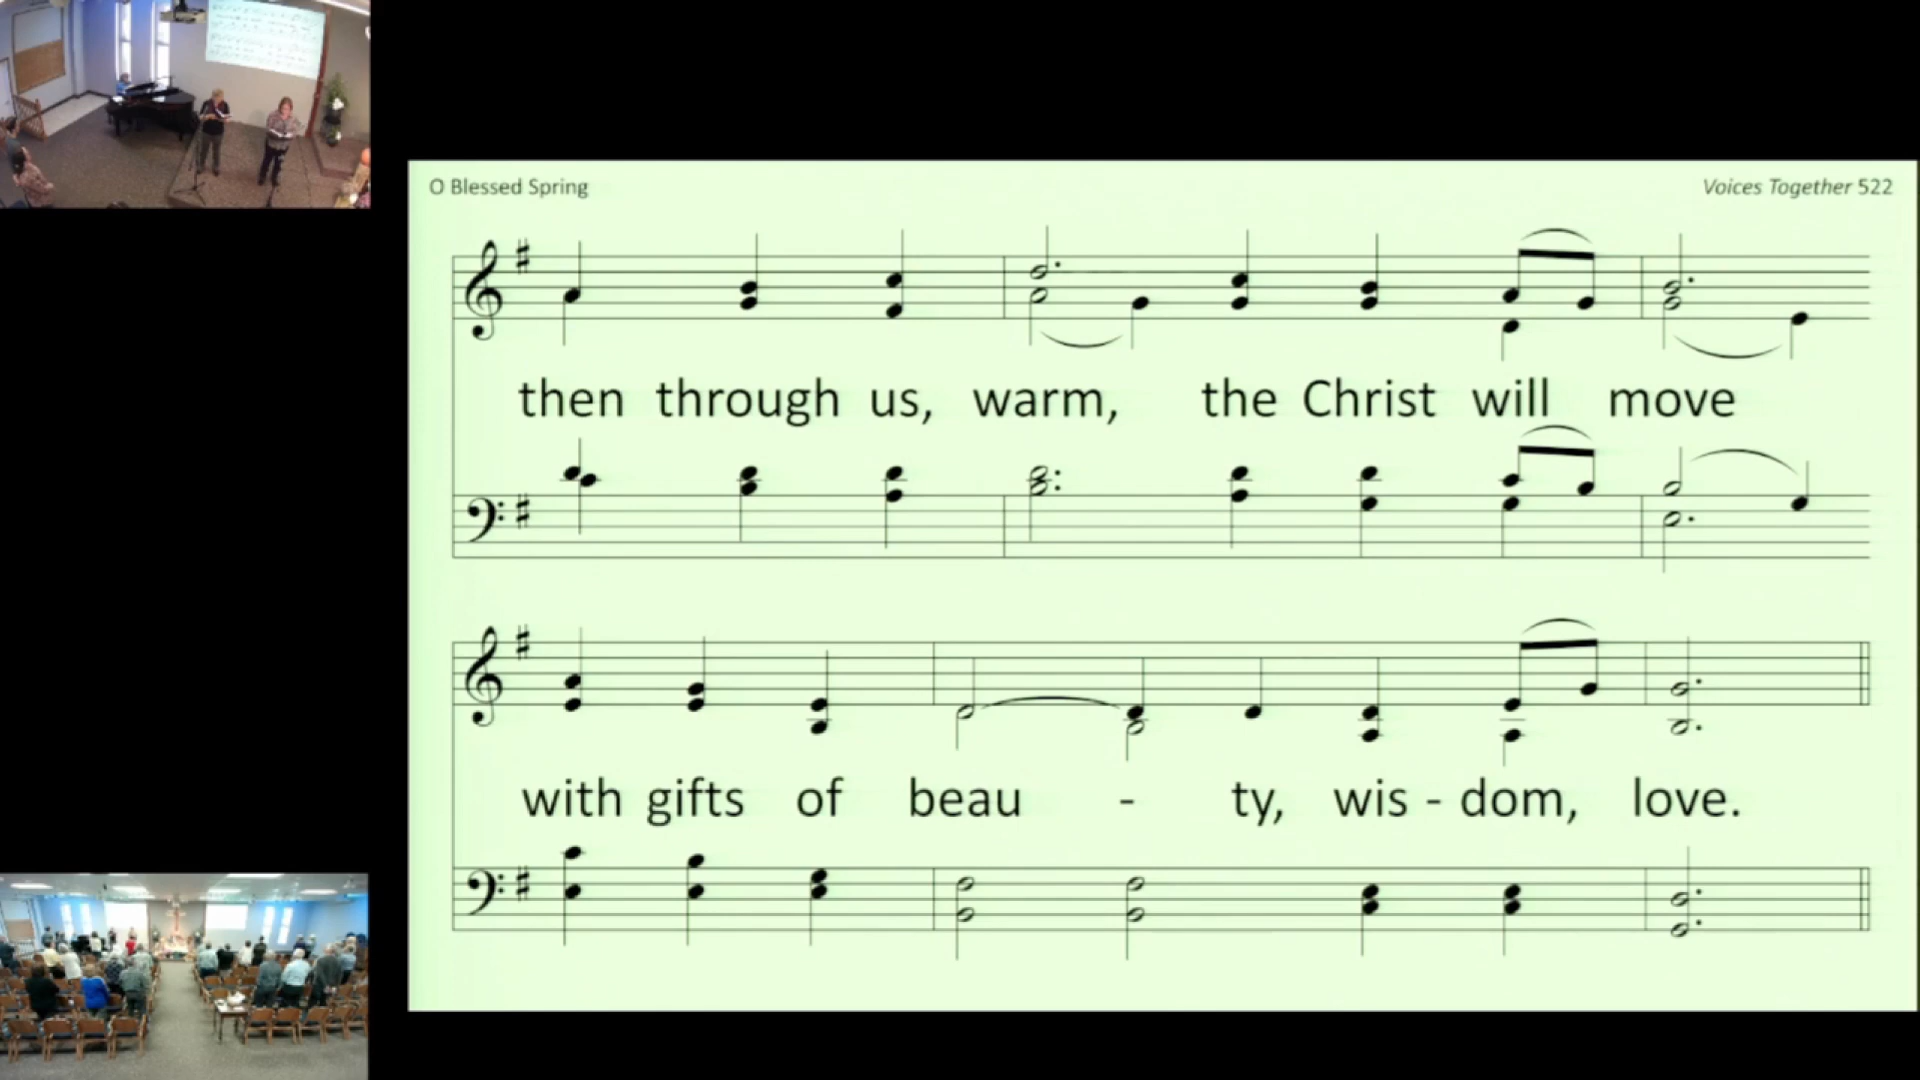 O Blessed Spring
Voices Together 522
then through us, warm, the Christ will move
with gifts of beau - ty, wis - dom, love.